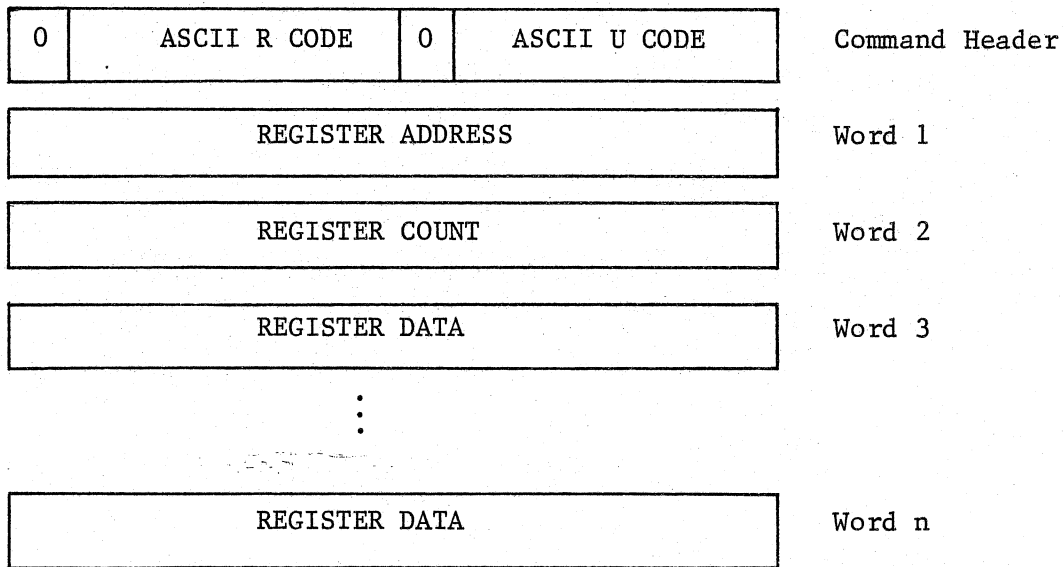 0 ASCII R CODE 0 ASCII U CODE Command Header
REGISTER ADDRESS Word 1
REGISTER COUNT Word 2
REGISTER DATA Word 3
REGISTER DATA Word n